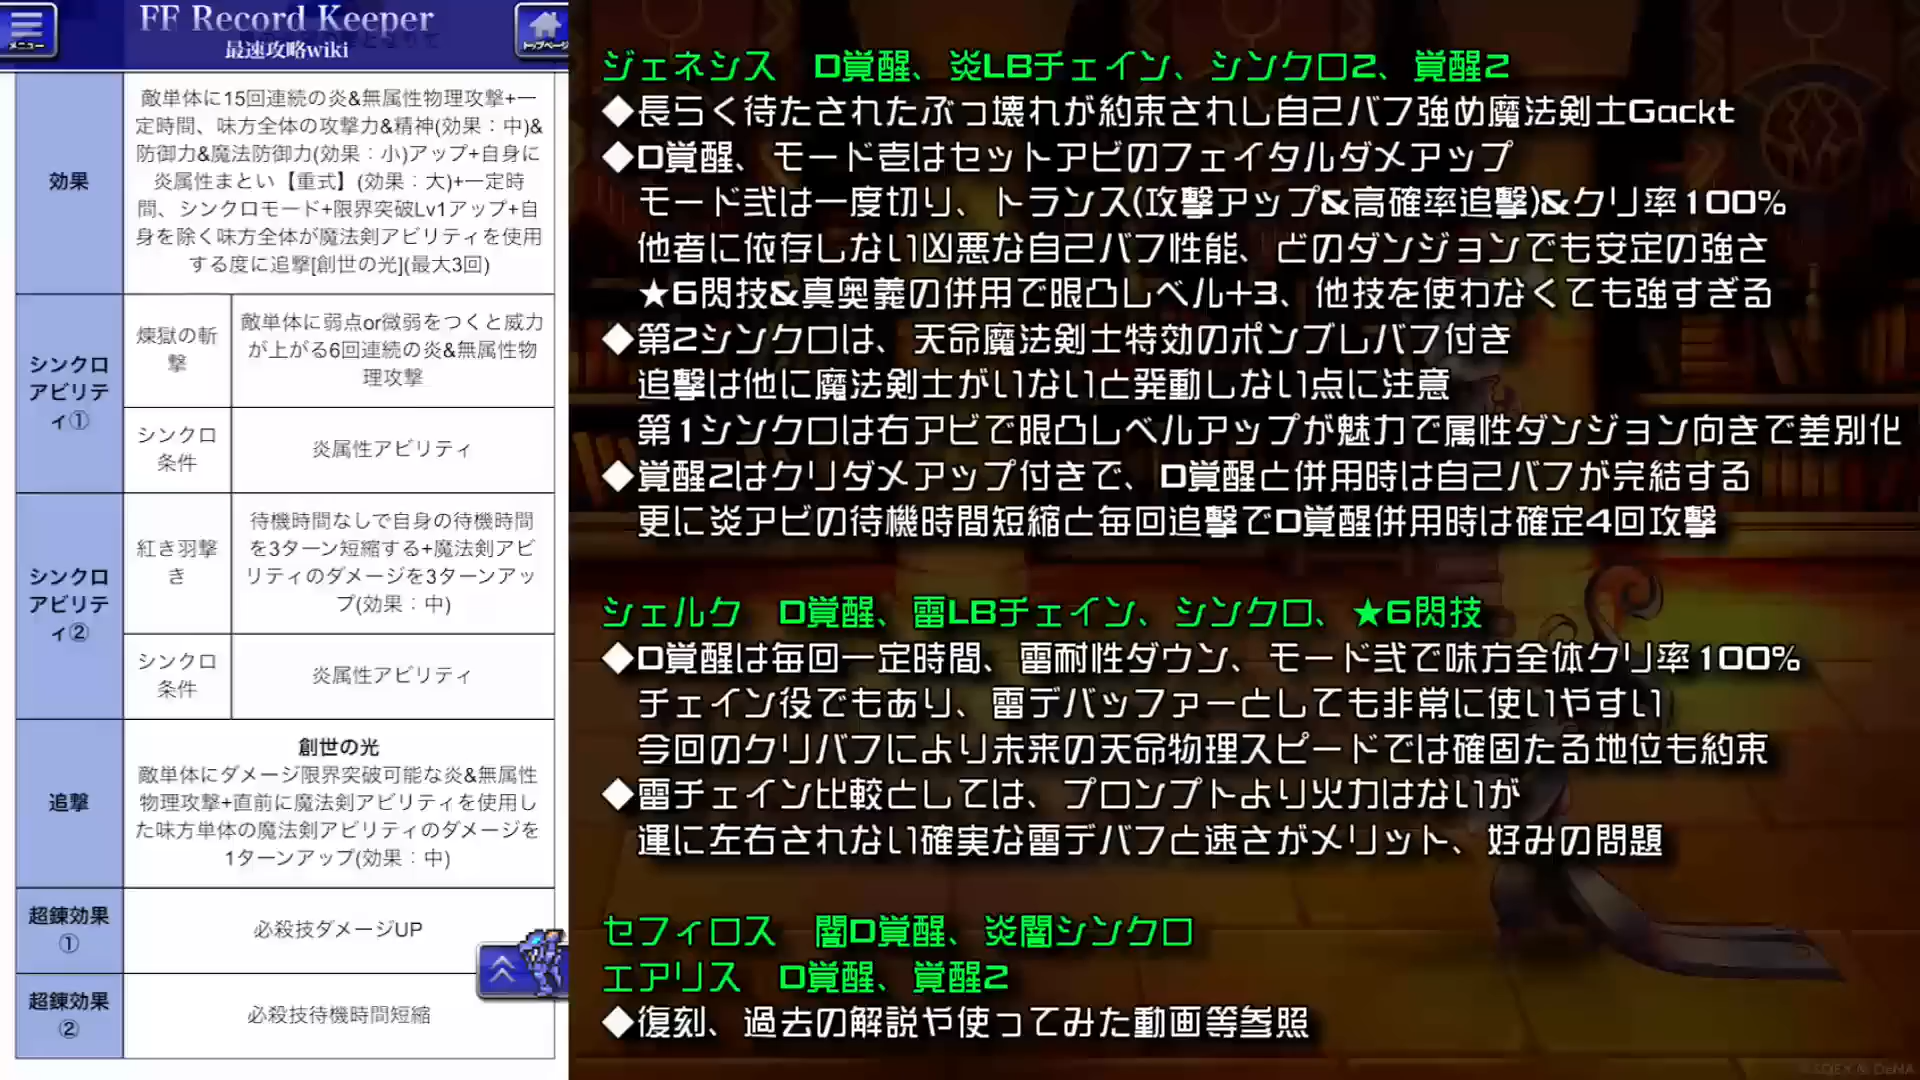 FF Record Keeper
最速攻略wiki
メニュー
トップページ
効果
敵単体に15回連続の炎&無属性物理攻撃+一
定時間、味方全体の攻撃力&精神(効果：中)&
防御力&魔法防御力(効果：小)アップ+自身に
炎属性まとい【重式】(効果：大)+一定時
間、シンクロモード+限界突破Lv1アップ+自
身を除く味方全体が魔法剣アビリティを使用
する度に追撃[創世の光](最大3回)
シンクロ
アビリテ
ィ①
煉獄の斬
撃
敵単体に弱点or微弱をつくと威力
が上がる6回連続の炎&無属性物
理攻撃
シンクロ
条件
炎属性アビリティ
シンクロ
アビリテ
ィ②
紅き羽撃
き
待機時間なしで自身の待機時間
を3ターン短縮する+魔法剣アビ
リティのダメージを3ターンアッ
プ(効果：中)
シンクロ
条件
炎属性アビリティ
追撃
創世の光
敵単体にダメージ限界突破可能な炎&無属性
物理攻撃+直前に魔法剣アビリティを使用し
た味方単体の魔法剣アビリティのダメージを
1ターンアップ(効果：中)
超錬効果
①
必殺技ダメージUP
超錬効果
②
必殺技待機時間短縮
ジェネシス　D覚醒、炎LBチェイン、シンクロ2、覚醒2
◆長らく待たされたぶっ壊れが約束されし自己バフ強め魔法剣士Gackt
◆D覚醒、モード壱はセットアビのフェイタルダメアップ
モード弐は一度切り、トランス(攻撃アップ&高確率追撃)&クリ率100%
他者に依存しない凶悪な自己バフ性能、どのダンジョンでも安定の強さ
★6閃技&真奥義の併用で限凸レベル+3、他技を使わなくても強すぎる
◆第2シンクロは、天命魔法剣士特効のポンプレバフ付き
追撃は他に魔法剣士がいないと発動しない点に注意
第1シンクロは右アビで限凸レベルアップが魅力で属性ダンジョン向きで差別化
◆覚醒2はクリダメアップ付きで、D覚醒と併用時は自己バフが完結する
更に炎アビの待機時間短縮と毎回追撃でD覚醒併用時は確定4回攻撃
シェルク　D覚醒、雷LBチェイン、シンクロ、★6閃技
◆D覚醒は毎回一定時間、雷耐性ダウン、モード弐で味方全体クリ率100%
チェイン役でもあり、雷デバッファーとしても非常に使いやすい
今回のクリバフにより未来の天命物理スピードでは確固たる地位も約束
◆雷チェイン比較としては、プロンプトより火力はないが
運に左右されない確実な雷デバフと速さがメリット、好みの問題
セフィロス　闇D覚醒、炎闇シンクロ
エアリス　D覚醒、覚醒2
◆復刻、過去の解説や使ってみた動画等参照